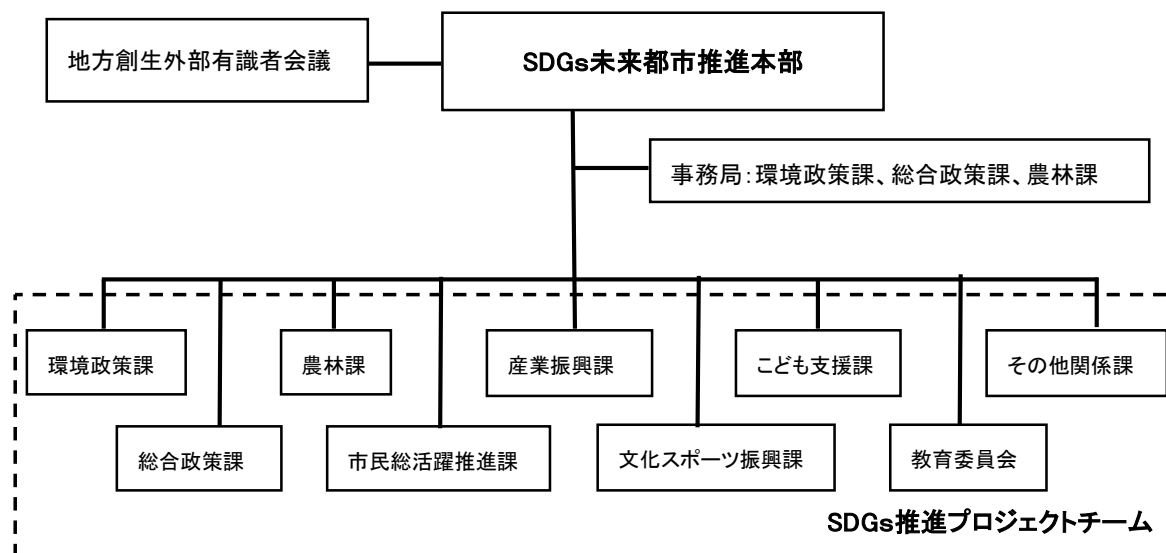 地方創生外部有識者会議
SDGs未来都市推進本部
事務局:環境政策課、総合政策課、農林課
環境政策課
農林課
産業振興課
こども支援課
その他関係課
総合政策課
市民総活躍推進課
文化スポーツ振興課
教育委員会
SDGs推進プロジェクトチーム